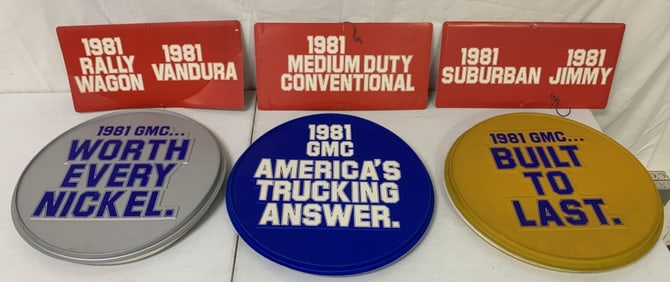 1981
RALLY
WAGON
1981
VANDURA
1981
MEDIUM DUTY
CONVENTIONAL
1981
SUBURBAN
1981
JIMMY
1981 GMC...
WORTH
EVERY
NICKEL.
1981
GMC
AMERICA'S
TRUCKING
ANSWER.
1981 GMC...
BUILT
TO
LAST.